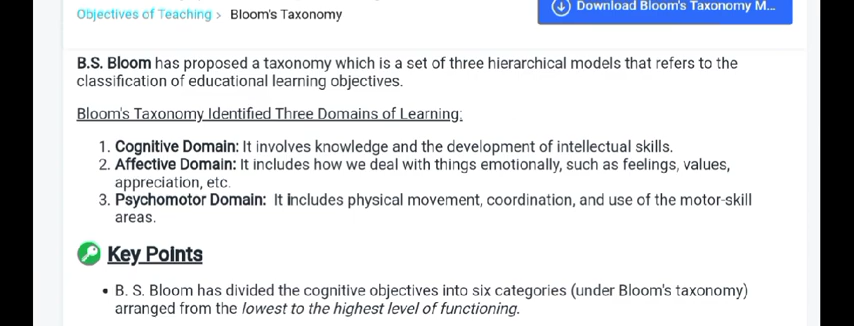 Objectives of Teaching > Bloom's Taxonomy
Download Bloom's Taxonomy M...
B.S. Bloom has proposed a taxonomy which is a set of three hierarchical models that refers to the
classification of educational learning objectives.
Bloom's Taxonomy Identified Three Domains of Learning:
1. Cognitive Domain: It involves knowledge and the development of intellectual skills.
2. Affective Domain: It includes how we deal with things emotionally, such as feelings, values,
appreciation, etc.
3. Psychomotor Domain: It includes physical movement, coordination, and use of the motor-skill
areas.
Key Points
• B. S. Bloom has divided the cognitive objectives into six categories (under Bloom's taxonomy)
arranged from the lowest to the highest level of functioning.